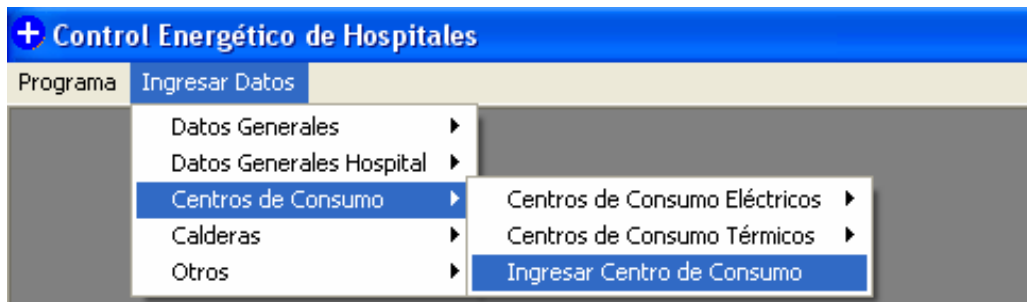 Control Energético de Hospitales
Programa Ingresar Datos
Datos Generales
Datos Generales Hospital
Centros de Consumo
Calderas
Otros
Centros de Consumo Eléctricos
Centros de Consumo Térmicos
Ingresar Centro de Consumo